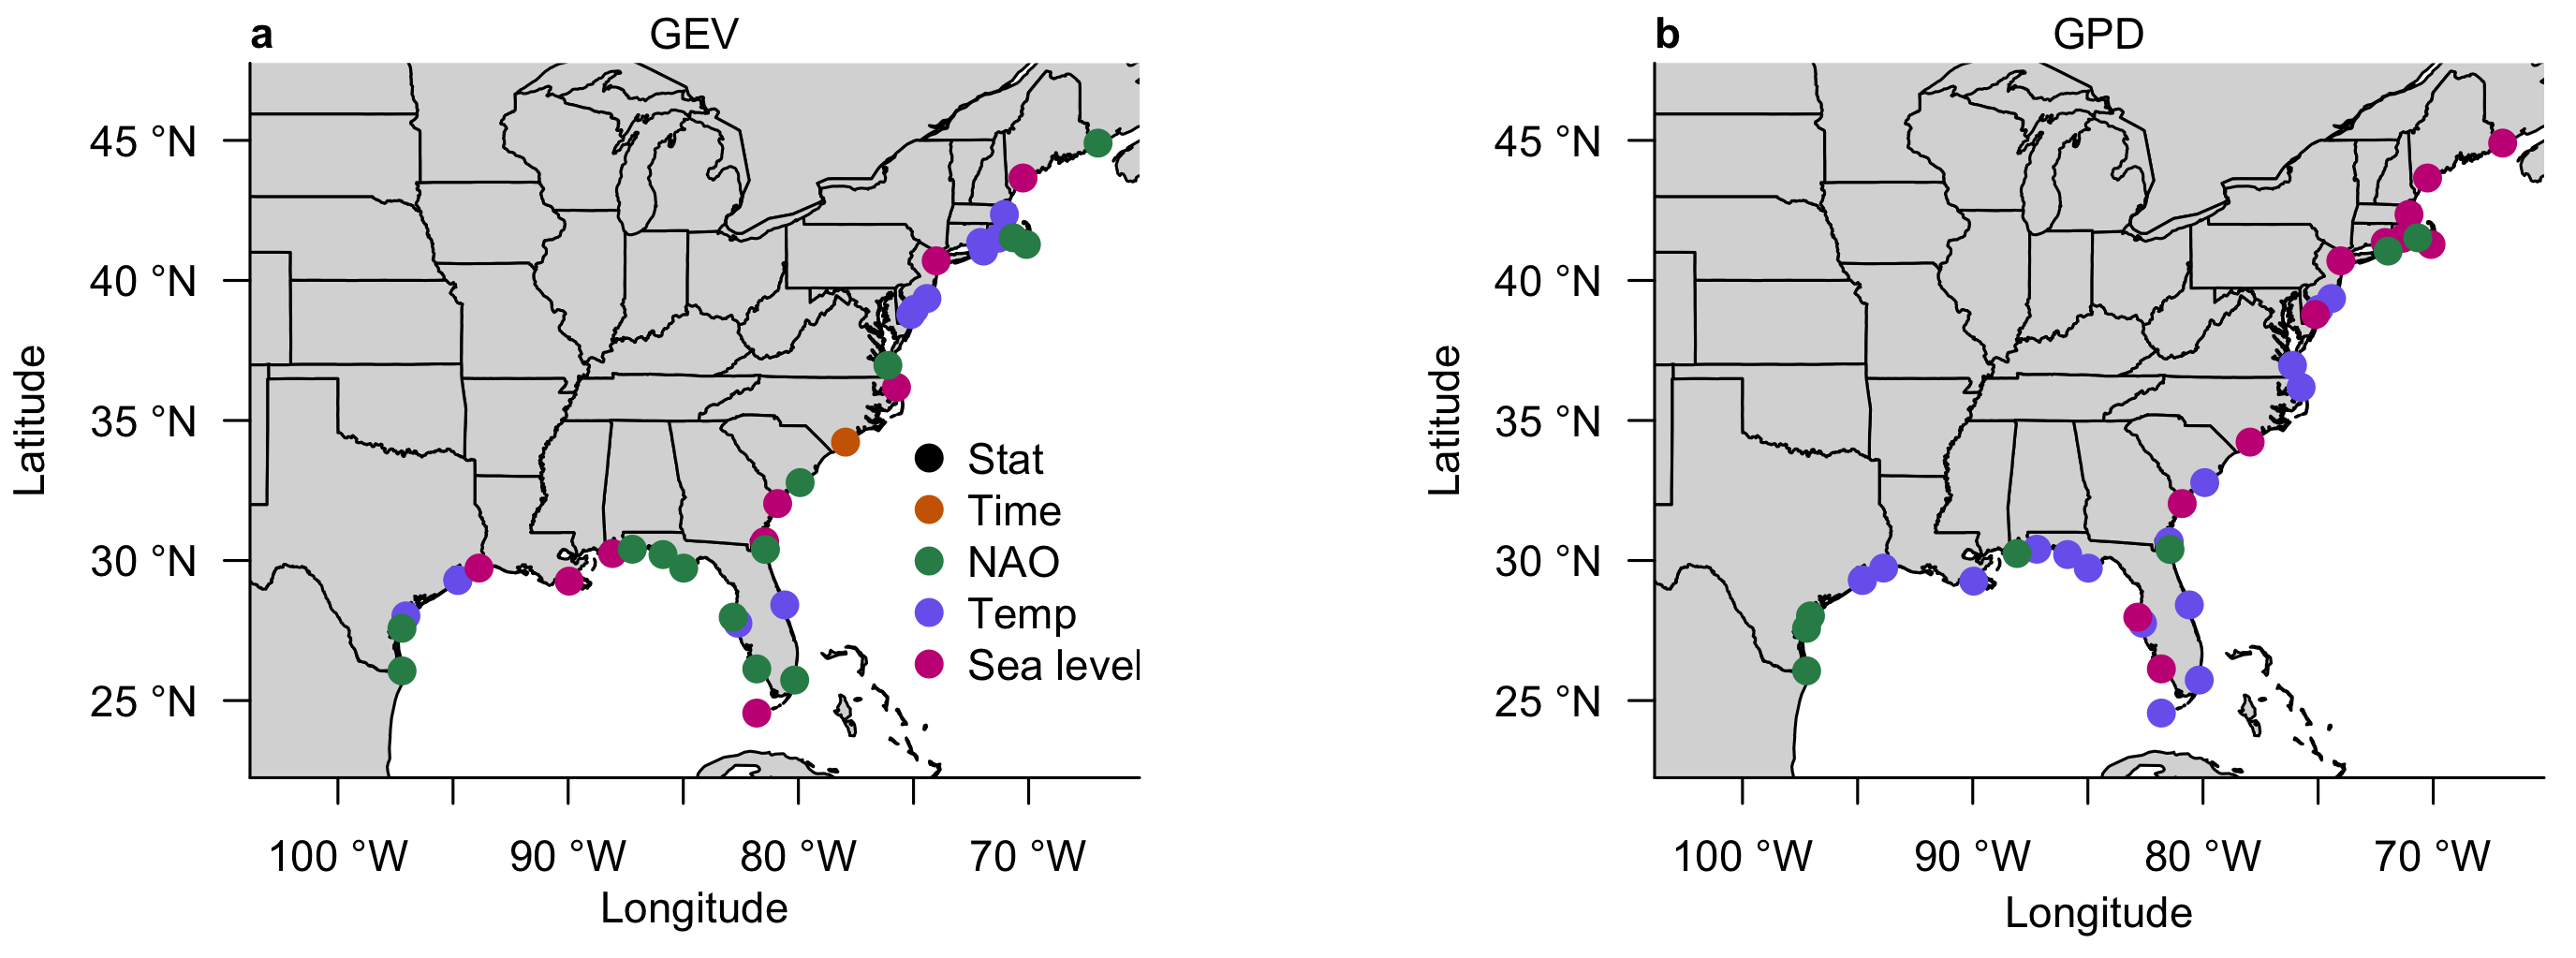 a
GEV
45 °N
40 °N
35 °N
30 °N
25 °N
Latitude
Stat
Time
NAO
Temp
Sea level
100 °W
90 °W
80 °W
70 °W
Longitude
b
GPD
45 °N
40 °N
35 °N
30 °N
25 °N
Latitude
100 °W
90 °W
80 °W
70 °W
Longitude